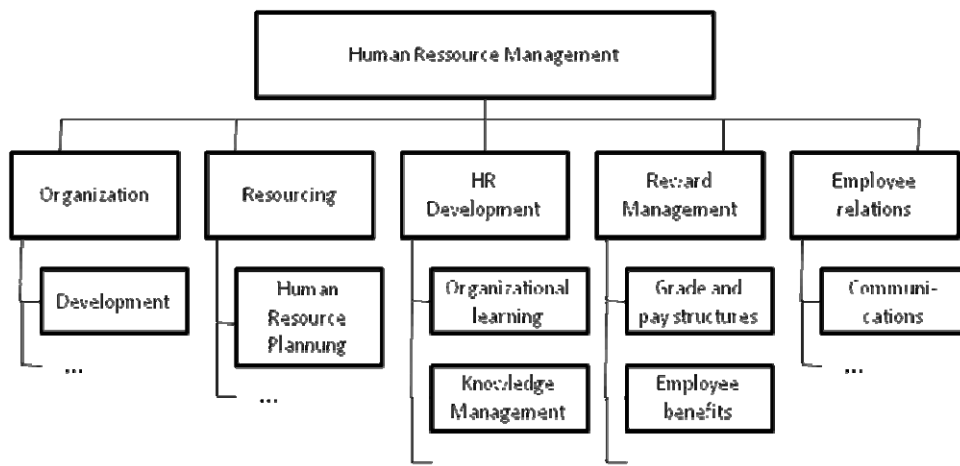 Human Ressource Management
Organization
Resourcing
HR
Development
Reward
Management
Employee
relations
Development
...
Human
Resource
Plannung
...
Organizational
learning
Knowledge
Management
Grade and
pay structures
Employee
benefits
Communi-
cations
...